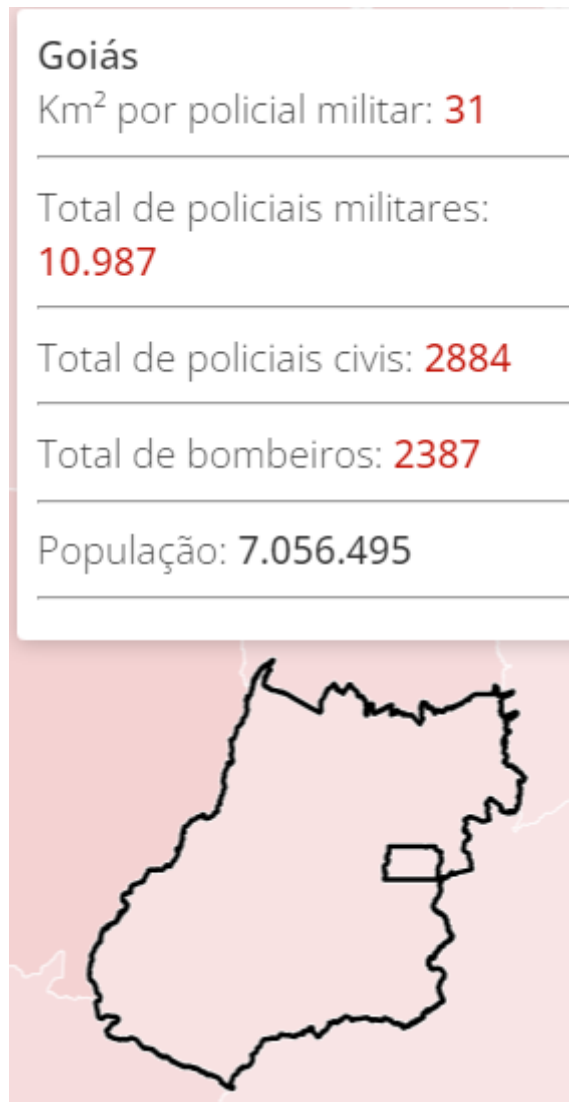 Goiás
Km² por policial militar: 31
Total de policiais militares:
10.987
Total de policiais civis: 2884
Total de bombeiros: 2387
População: 7.056.495